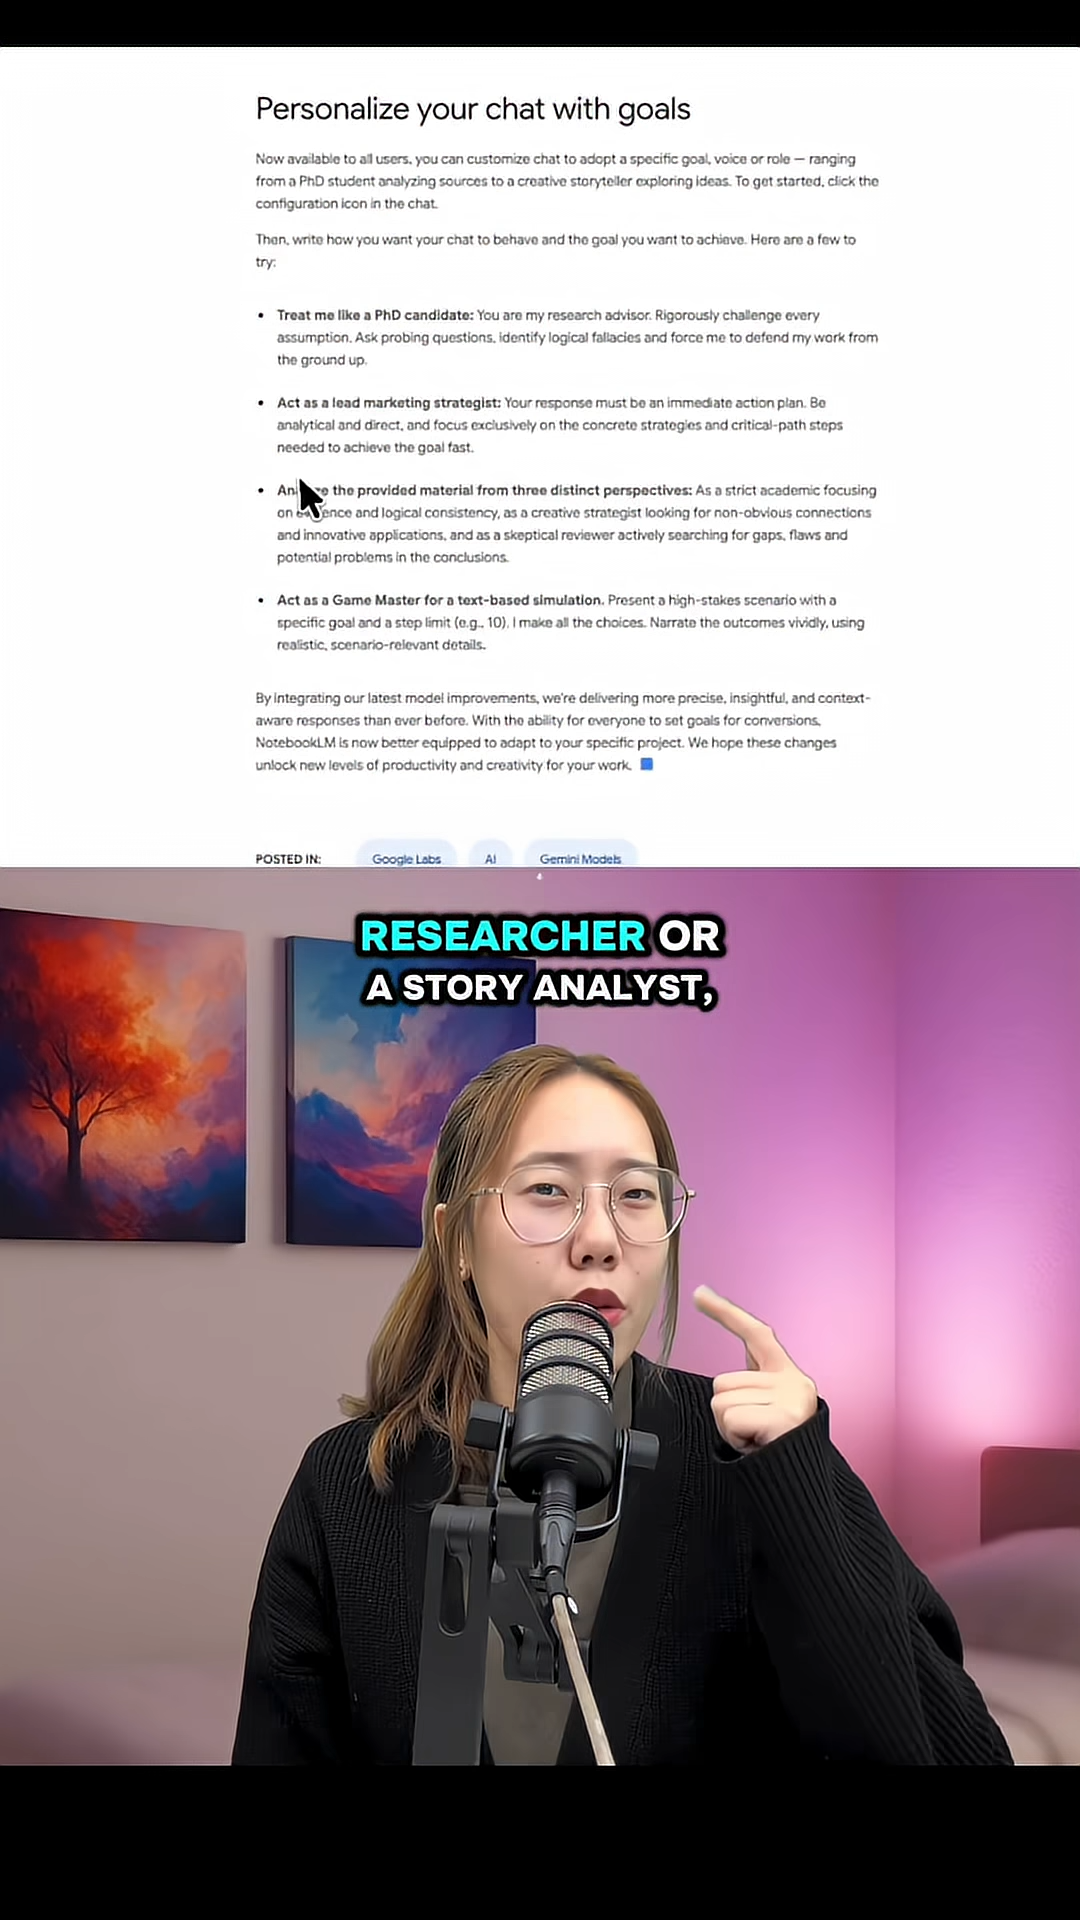 Personalize your chat with goals
Now available to all users, you can customize chat to adopt a specific goal, voice or role — ranging
from a PhD student analyzing sources to a creative storyteller exploring ideas. To get started, click the
configuration icon in the chat.
Then, write how you want your chat to behave and the goal you want to achieve. Here are a few to
try:
• Treat me like a PhD candidate: You are my research advisor. Rigorously challenge every
assumption. Ask probing questions, identify logical fallacies and force me to defend my work from
the ground up.
• Act as a lead marketing strategist: Your response must be an immediate action plan. Be
analytical and direct, and focus exclusively on the concrete strategies and critical-path steps
needed to achieve the goal fast.
• the provided material from three distinct perspectives: As a strict academic focusing
on and logical consistency, as a creative strategist looking for non-obvious connections
and innovative applications, and as a skeptical reviewer actively searching for gaps, flaws and
potential problems in the conclusions.
• Act as a Game Master for a text-based simulation. Present a high-stakes scenario with a
specific goal and a step limit (e.g., 10). I make all the choices. Narrate the outcomes vividly, using
realistic, scenario-relevant details.
By integrating our latest model improvements, we're delivering more precise, insightful, and context-
aware responses than ever before. With the ability for everyone to set goals for conversions,
NotebookLM is now better equipped to adapt to your specific project. We hope these changes
unlock new levels of productivity and creativity for your work.
POSTED IN: Google Labs AI Gemini Models
RESEARCHER OR
A STORY ANALYST,